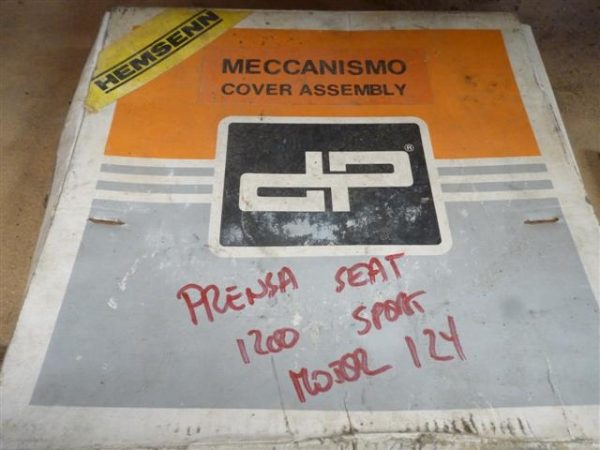 HEMSENN
MECCANISMO
COVER ASSEMBLY
dp®
PRENSA SEAT
1200 SPORT
MOTOR 124